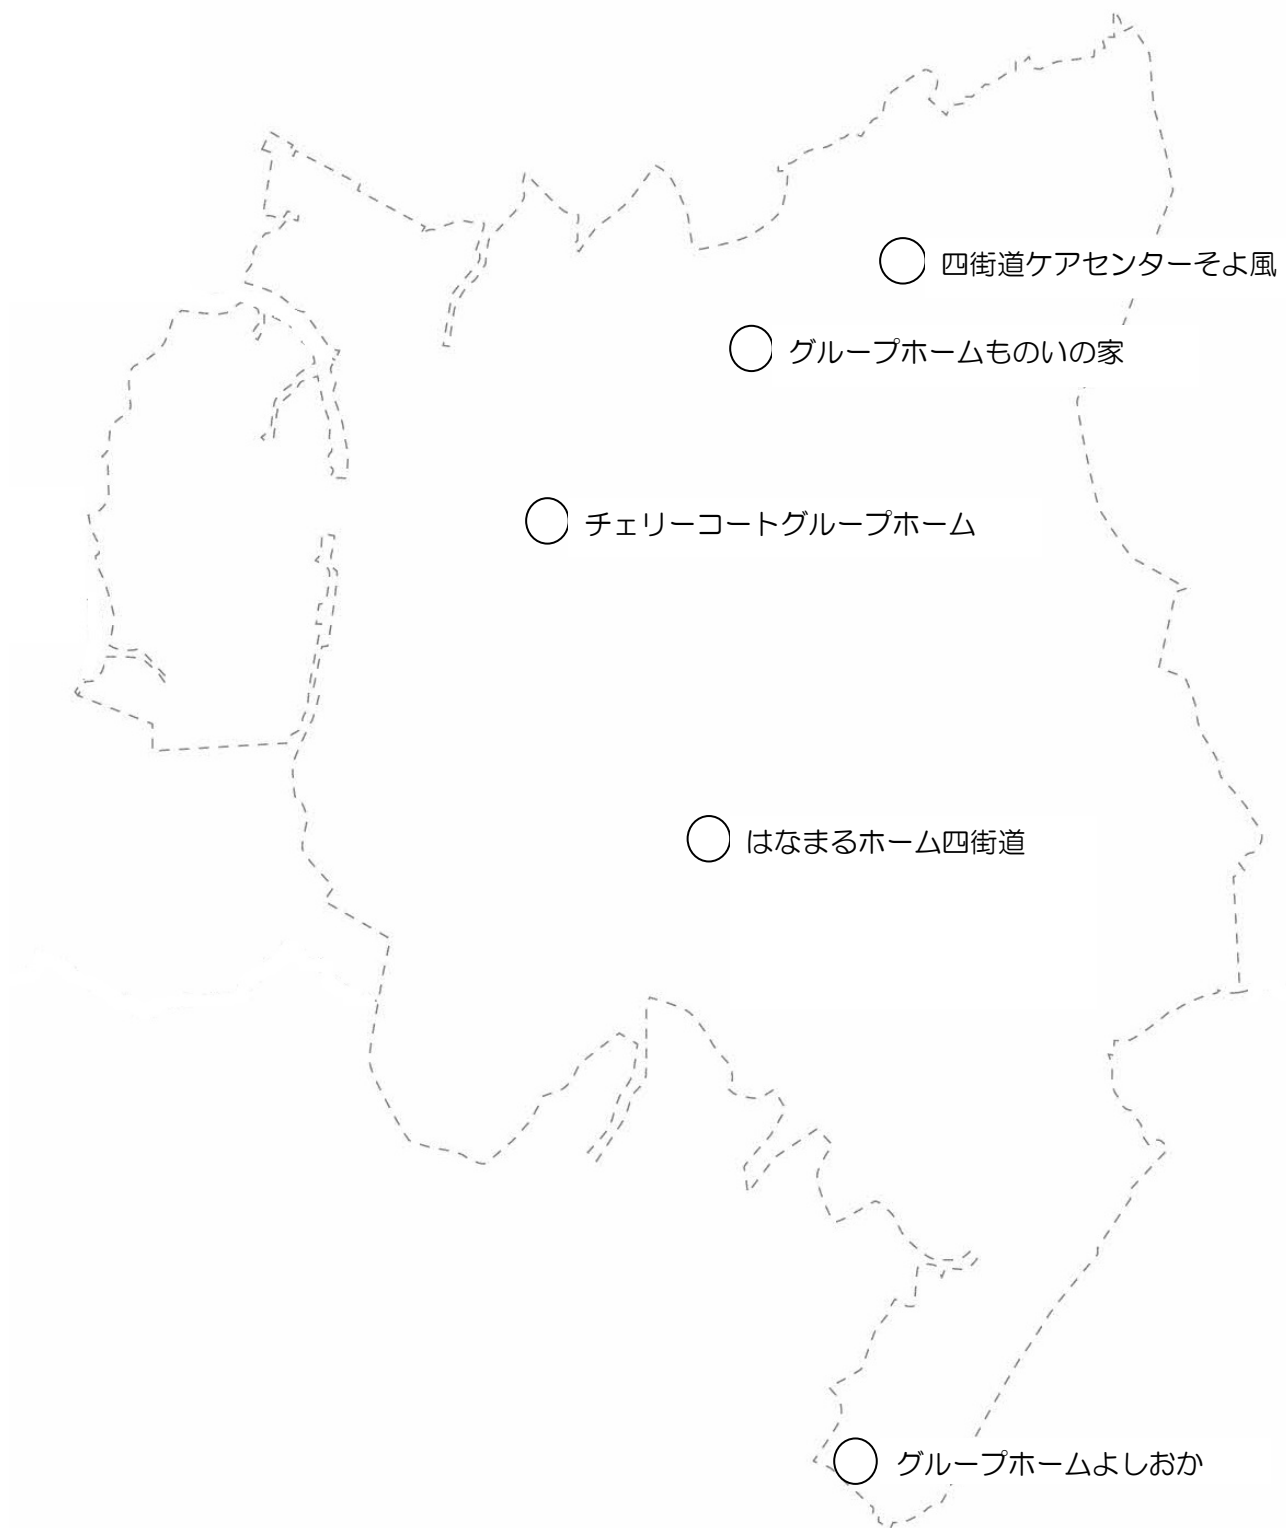 四街道ケアセンターそよ風
グループホームものいの家
チェリーコートグループホーム
はなまるホーム四街道
グループホームよしおか